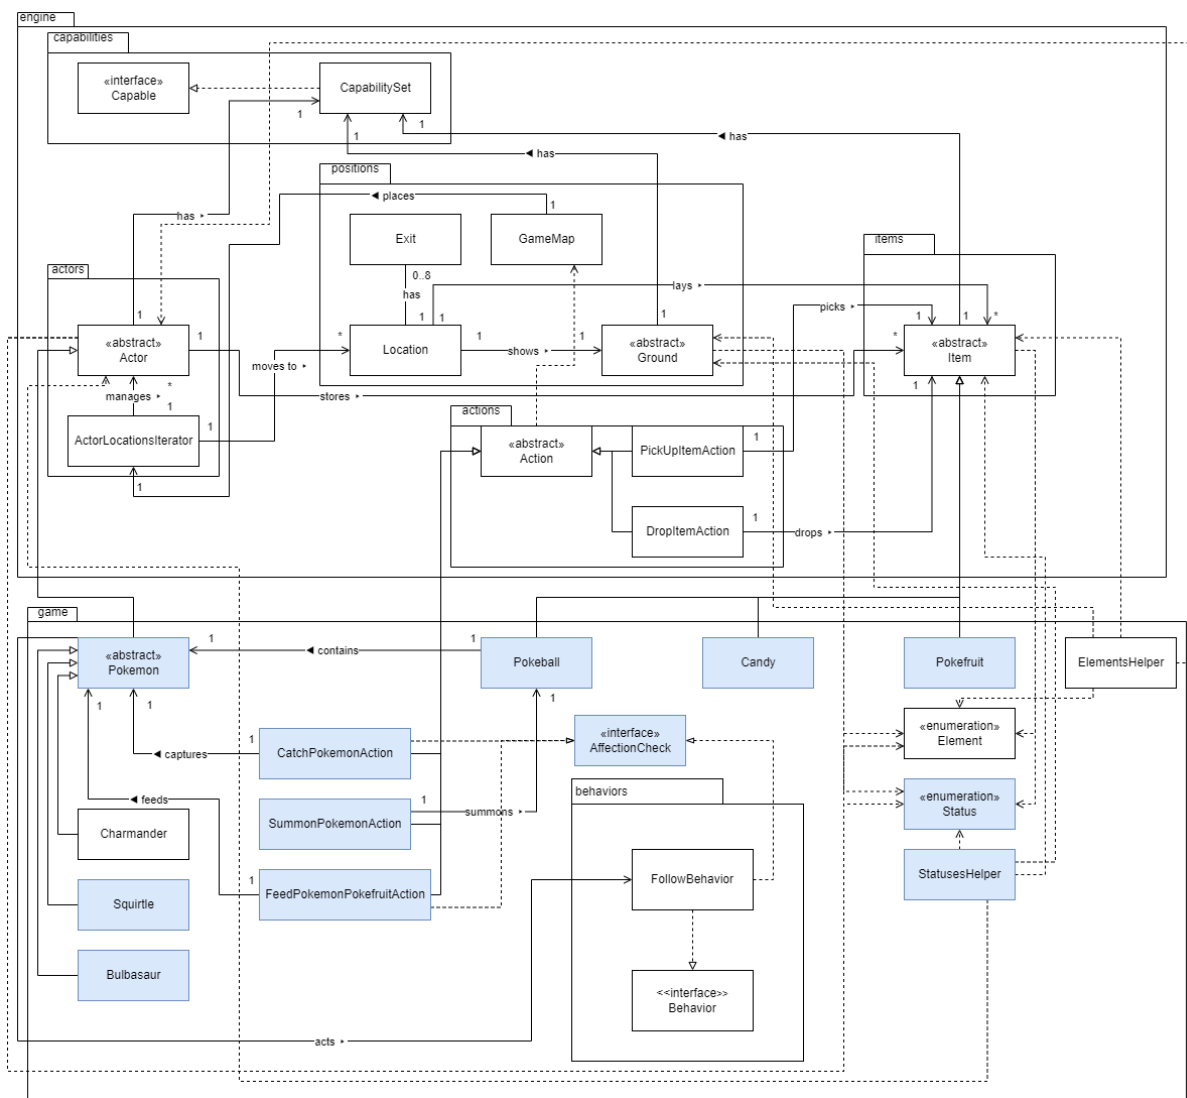 engine
capabilities
«interface»
Capable
CapabilitySet
1
1
1
◄ has
◄ has
positions
◄ places
1
has ▸
Exit
GameMap
items
actors
0..8
has
lays ▸
picks ▸
1
1
1
1
1
1
*
«abstract»
Actor
1
*
Location
1
shows ▸
1
«abstract»
Ground
*
«abstract»
Item
moves to ▸
*
manages ▸
1
stores ▸
actions
ActorLocationsIterator
1
«abstract»
Action
PickUpItemAction
1
1
DropItemAction
1
drops ▸
game
«abstract»
Pokemon
1
◄ contains
1
Pokeball
Candy
Pokefruit
ElementsHelper
1
1
1
1
CatchPokemonAction
◄ captures
«interface»
AffectionCheck
«enumeration»
Element
◄ feeds
behaviors
1
summons ▸
SummonPokemonAction
«enumeration»
Status
Charmander
1
FeedPokemonPokefruitAction
FollowBehavior
StatusesHelper
Squirtle
Bulbasaur
<<interface>>
Behavior
acts ▸